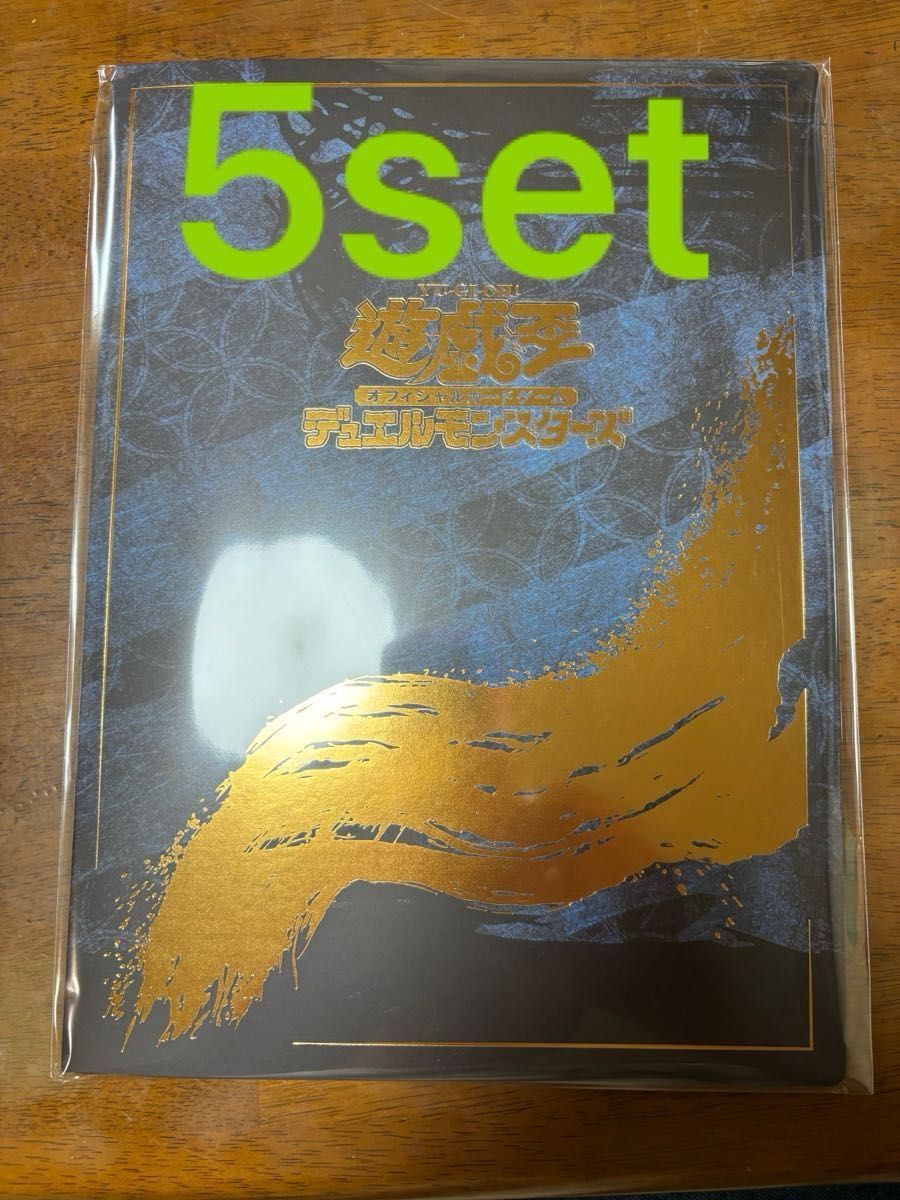 5set
YU-GI-OH!
遊戯王
オフィシャルカードゲーム
デュエルモンスターズ